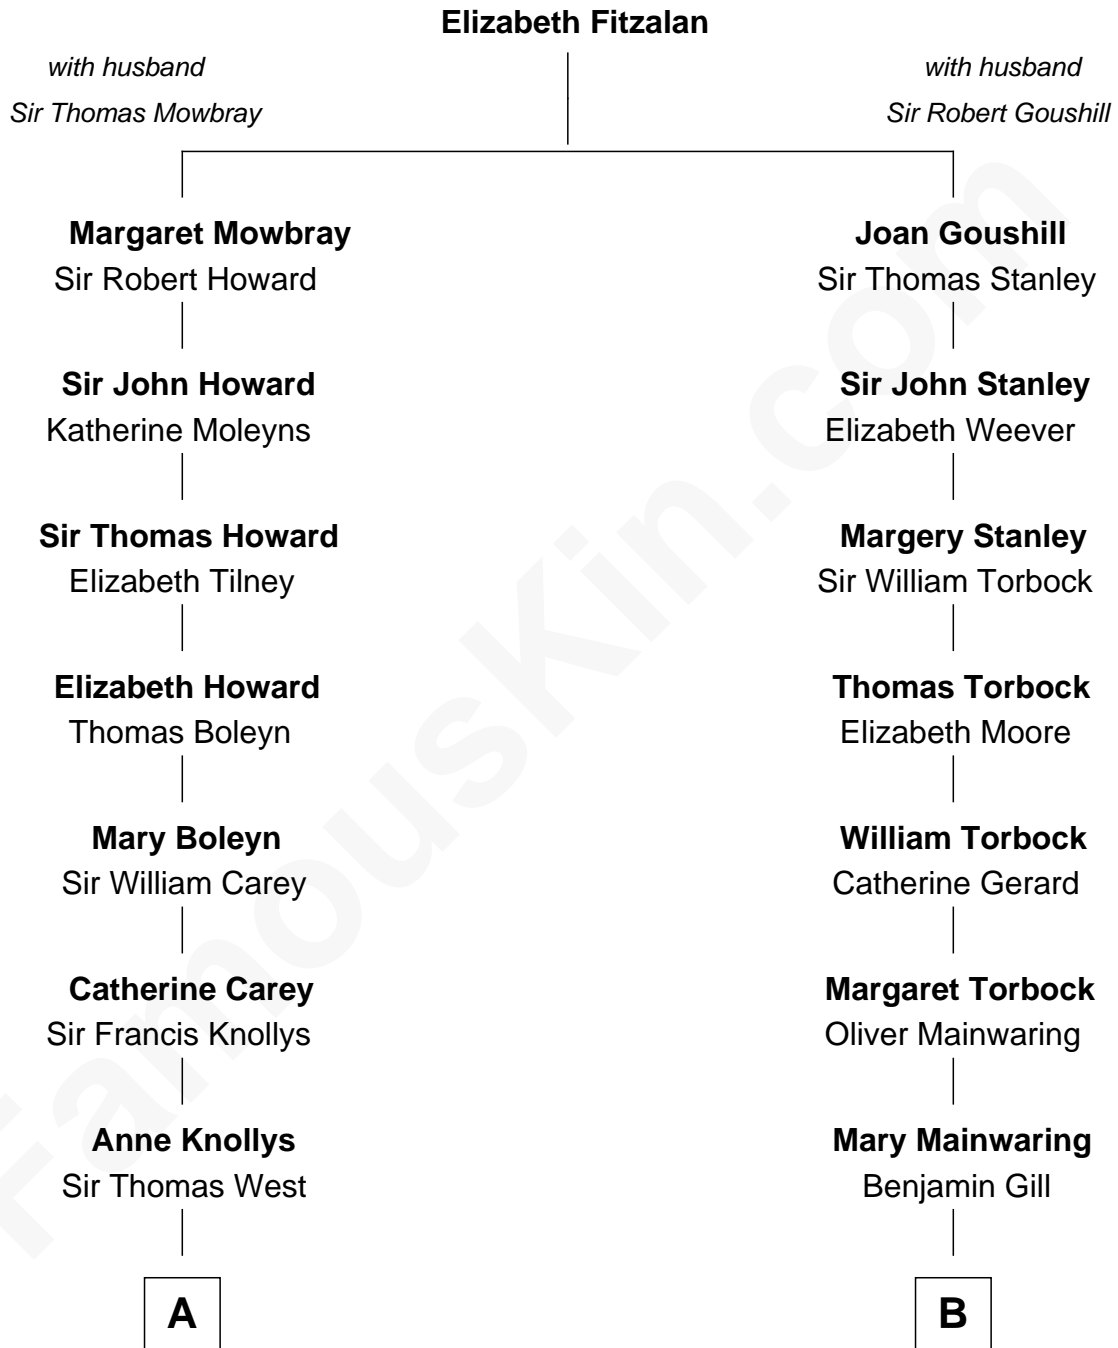 Elizabeth Fitzalan
with husband
Sir Thomas Mowbray
with husband
Sir Robert Goushill
Margaret Mowbray
Sir Robert Howard
Joan Goushill
Sir Thomas Stanley
Sir John Howard
Katherine Moleyns
Sir John Stanley
Elizabeth Weever
Sir Thomas Howard
Elizabeth Tilney
Margery Stanley
Sir William Torbock
Elizabeth Howard
Thomas Boleyn
Thomas Torbock
Elizabeth Moore
Mary Boleyn
Sir William Carey
William Torbock
Catherine Gerard
Catherine Carey
Sir Francis Knollys
Margaret Torbock
Oliver Mainwaring
Anne Knollys
Sir Thomas West
Mary Mainwaring
Benjamin Gill
A
B
FamousKin.com